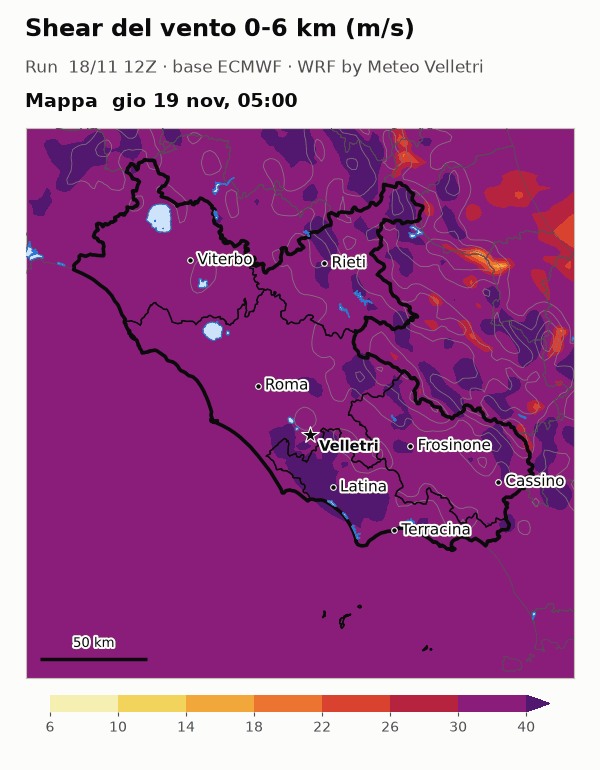 Shear del vento 0-6 km (m/s)
Run  18/11 12Z · base ECMWF · WRF by Meteo Velletri
Mappa  gio 19 nov, 05:00
Viterbo
Rieti
Roma
Velletri
Frosinone
Cassino
Latina
Terracina
50 km
6 10 14 18 22 26 30 40